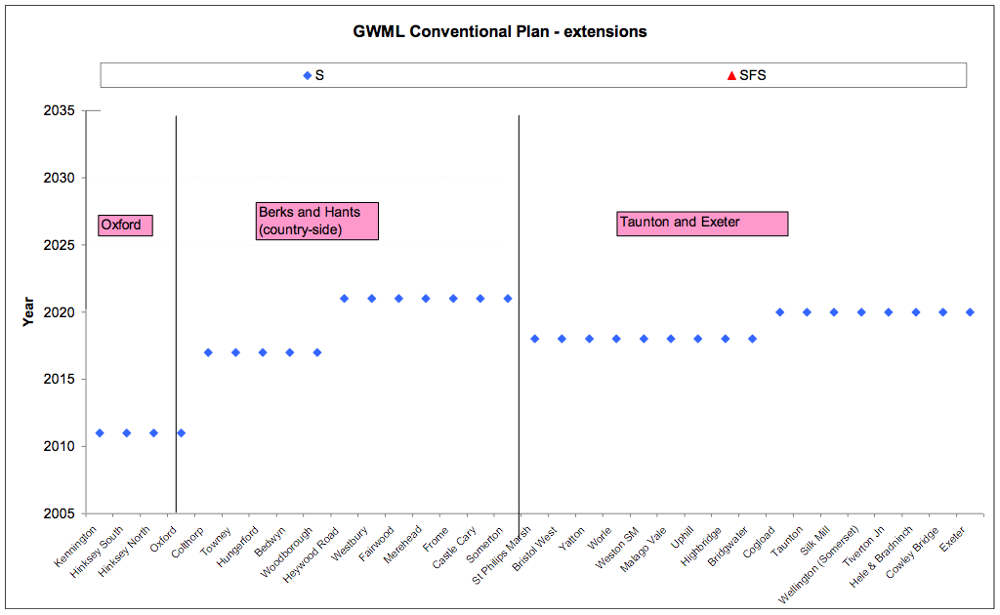 GWML Conventional Plan - extensions
S
SFS
2035
2030
2025
2020
2015
2010
2005
Year
Oxford
Berks and Hants
(country-side)
Taunton and Exeter
Kennington
Hinksey South
Hinksey North
Oxford
Colthorp
Towney
Hungerford
Bedwyn
Woodborough
Heywood Road
Westbury
Fairwood
Merehead
Frome
Castle Cary
Somerton
St Philips Marsh
Bristol West
Yatton
Worle
Weston SM
Malago Vale
Uphill
Highbridge
Bridgwater
Cogload
Taunton
Silk Mill
Wellington (Somerset)
Tiverton Jn
Hele & Bradninch
Cowley Bridge
Exeter